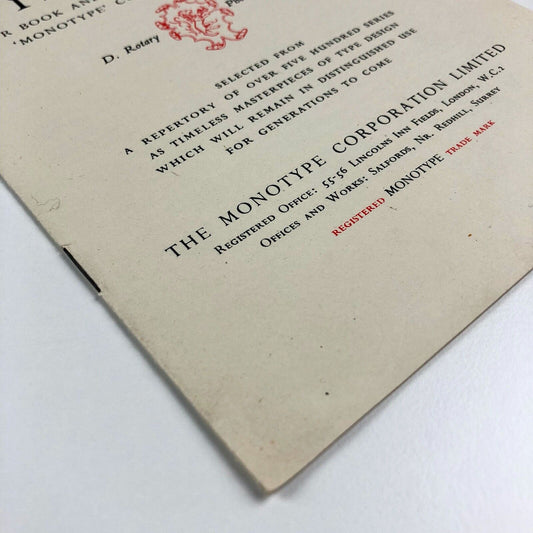 R BOOK AN
'MONOTYPE' C
D. Rotary
SELECTED FROM
A REPERTORY OF OVER FIVE HUNDRED SERIES
AS TIMELESS MASTERPIECES OF TYPE DESIGN
WHICH WILL REMAIN IN DISTINGUISHED USE
FOR GENERATIONS TO COME
THE MONOTYPE CORPORATION LIMITED
REGISTERED OFFICE: 55-56 LINCOLNS INN FIELDS, LONDON, W.C.2
OFFICES AND WORKS: SALFORDS, NR. REDHILL, SURREY
REGISTERED MONOTYPE TRADE MARK